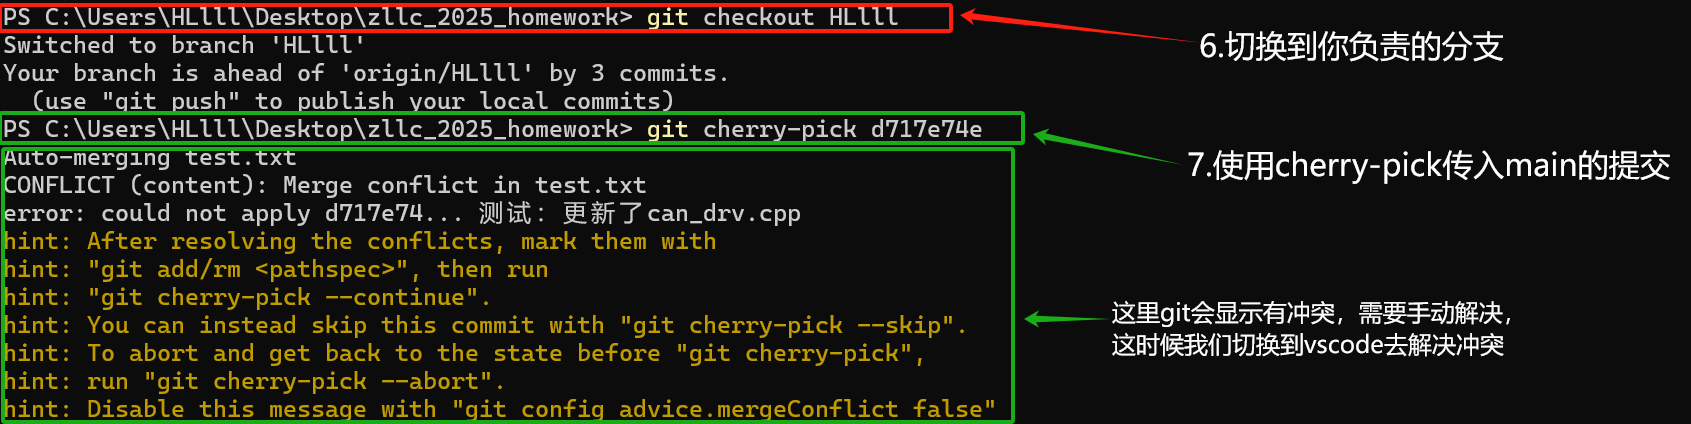 PS C:\Users\HLlll\Desktop\zllc_2025_homework> git checkout HLlll
6.切换到你负责的分支
Switched to branch 'HLlll'
Your branch is ahead of 'origin/HLlll' by 3 commits.
(use "git push" to publish your local commits)
PS C:\Users\HLlll\Desktop\zllc_2025_homework> git cherry-pick d717e74e
7.使用cherry-pick传入main的提交
Auto-merging test.txt
CONFLICT (content): Merge conflict in test.txt
error: could not apply d717e74... 测试：更新了can_drv.cpp
hint: After resolving the conflicts, mark them with
hint: "git add/rm <pathspec>", then run
hint: "git cherry-pick --continue".
hint: You can instead skip this commit with "git cherry-pick --skip".
hint: To abort and get back to the state before "git cherry-pick",
hint: run "git cherry-pick --abort".
hint: Disable this message with "git config advice.mergeConflict false"
这里git会显示有冲突，需要手动解决，
这时候我们切换到vscode去解决冲突